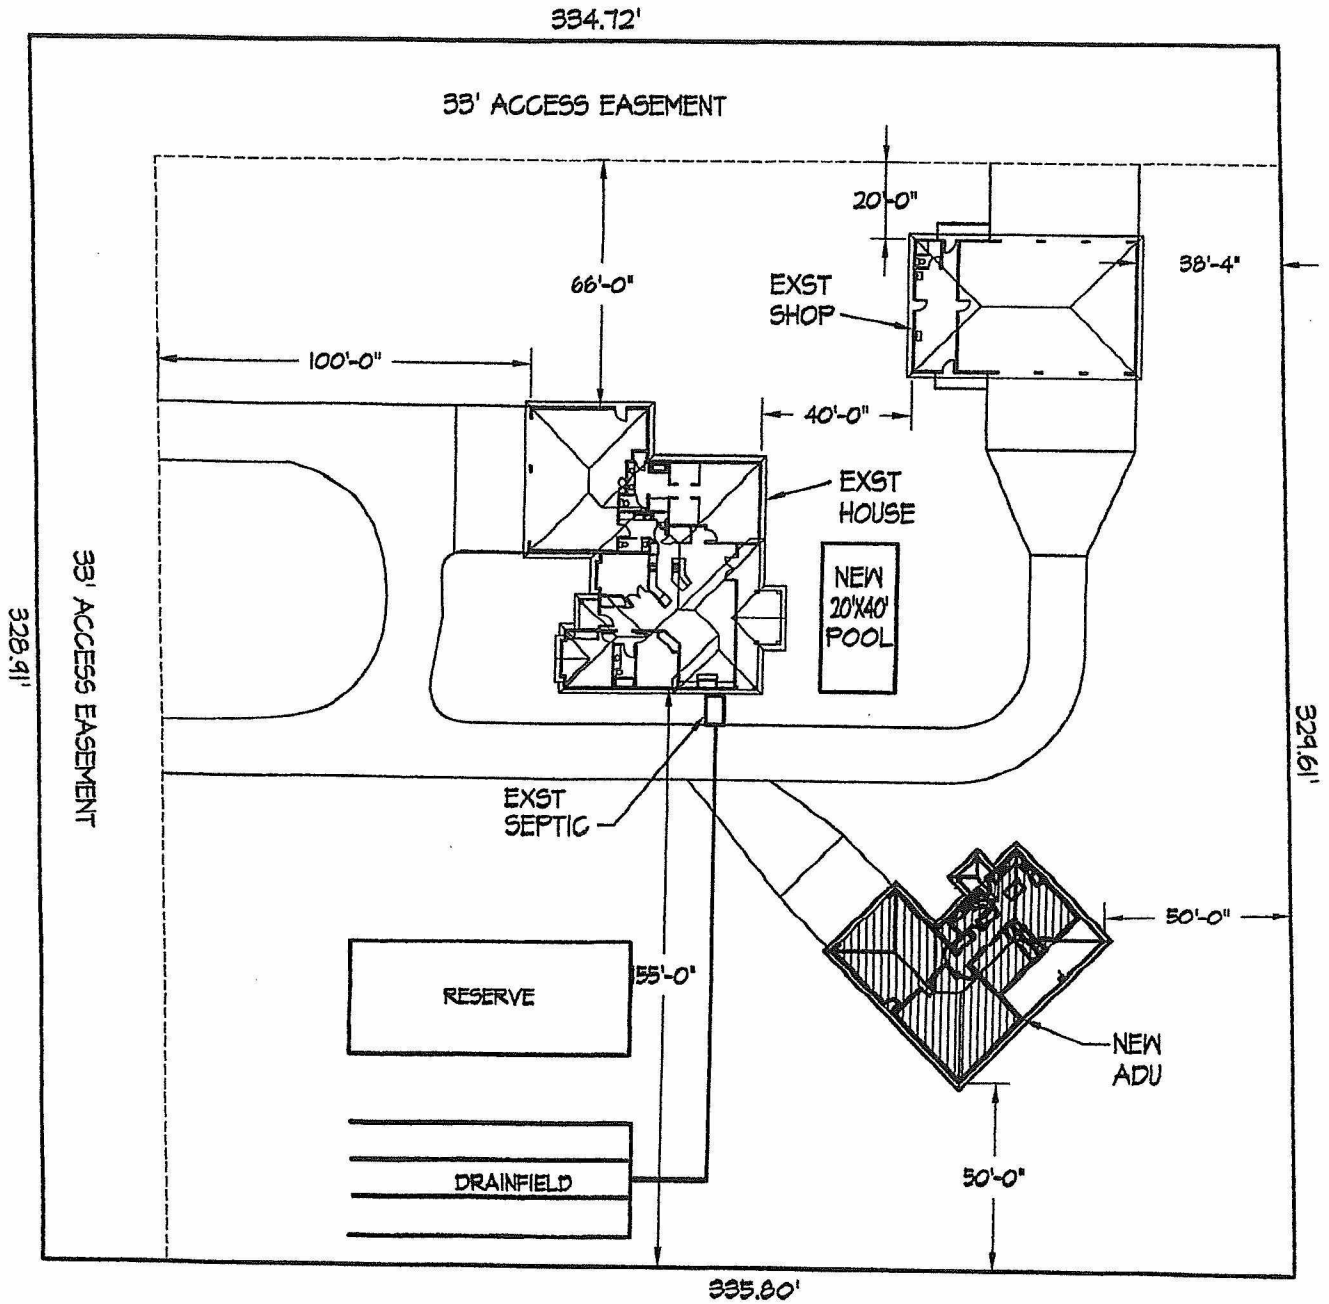 334.72'
33' ACCESS EASEMENT
20'-0"
66'-0"
38'-4"
EXST
SHOP
100'-0"
40'-0"
EXST
HOUSE
NEW
20'X40'
POOL
33' ACCESS EASEMENT
328.91'
329.61'
EXST
SEPTIC
50'-0"
155'-0"
RESERVE
NEW
ADU
50'-0"
DRAINFIELD
335.80'